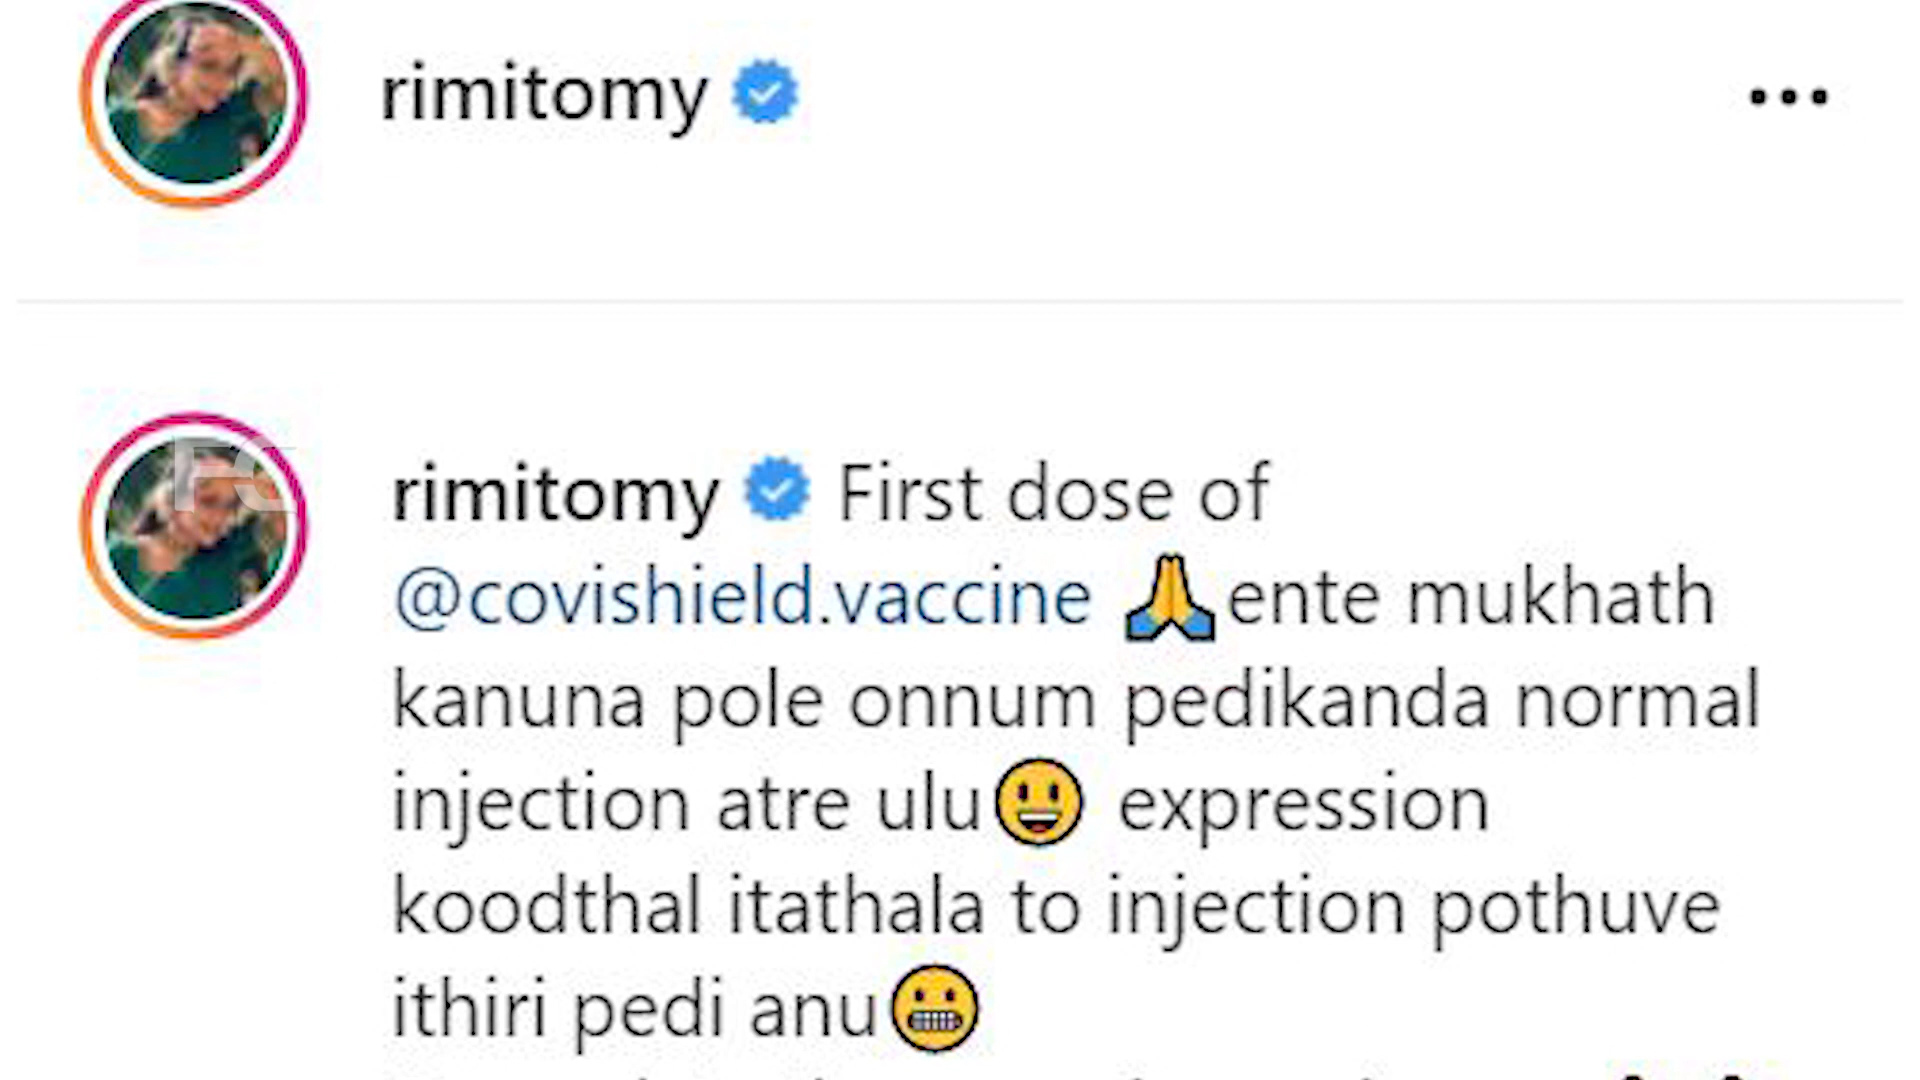 rimitomy
rimitomy First dose of
@covishield.vaccine 🙏ente mukhath
kanuna pole onnum pedikanda normal
injection atre ulu😃 expression
koodthal itathala to injection pothuve
ithiri pedi anu😬